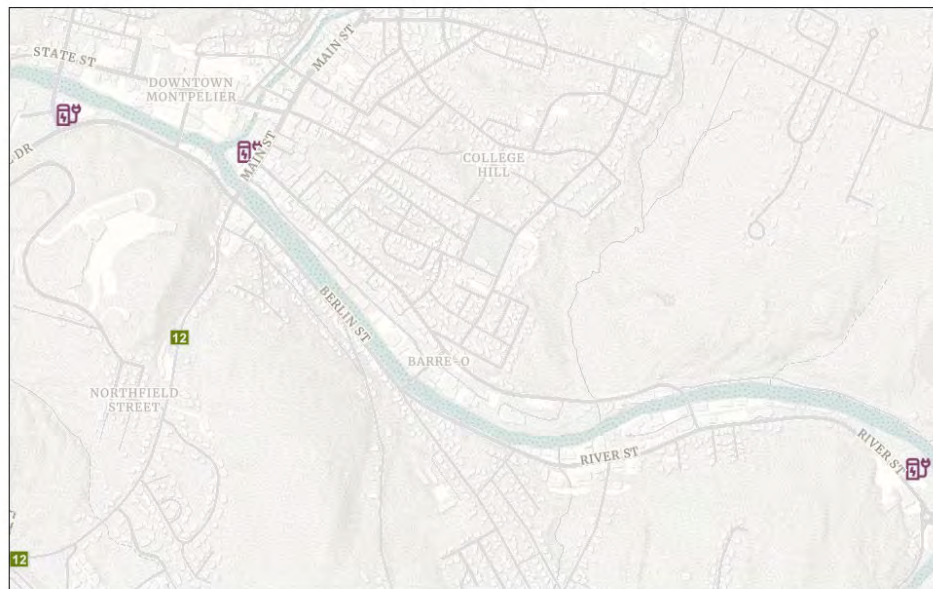 STATE ST
MAIN ST
DOWNTOWN
MONTPELIER
MAIN ST
COLLEGE
HILL
BERLIN ST
12
BARRE-O
NORTHFIELD
STREET
RIVER ST
RIVER ST
12